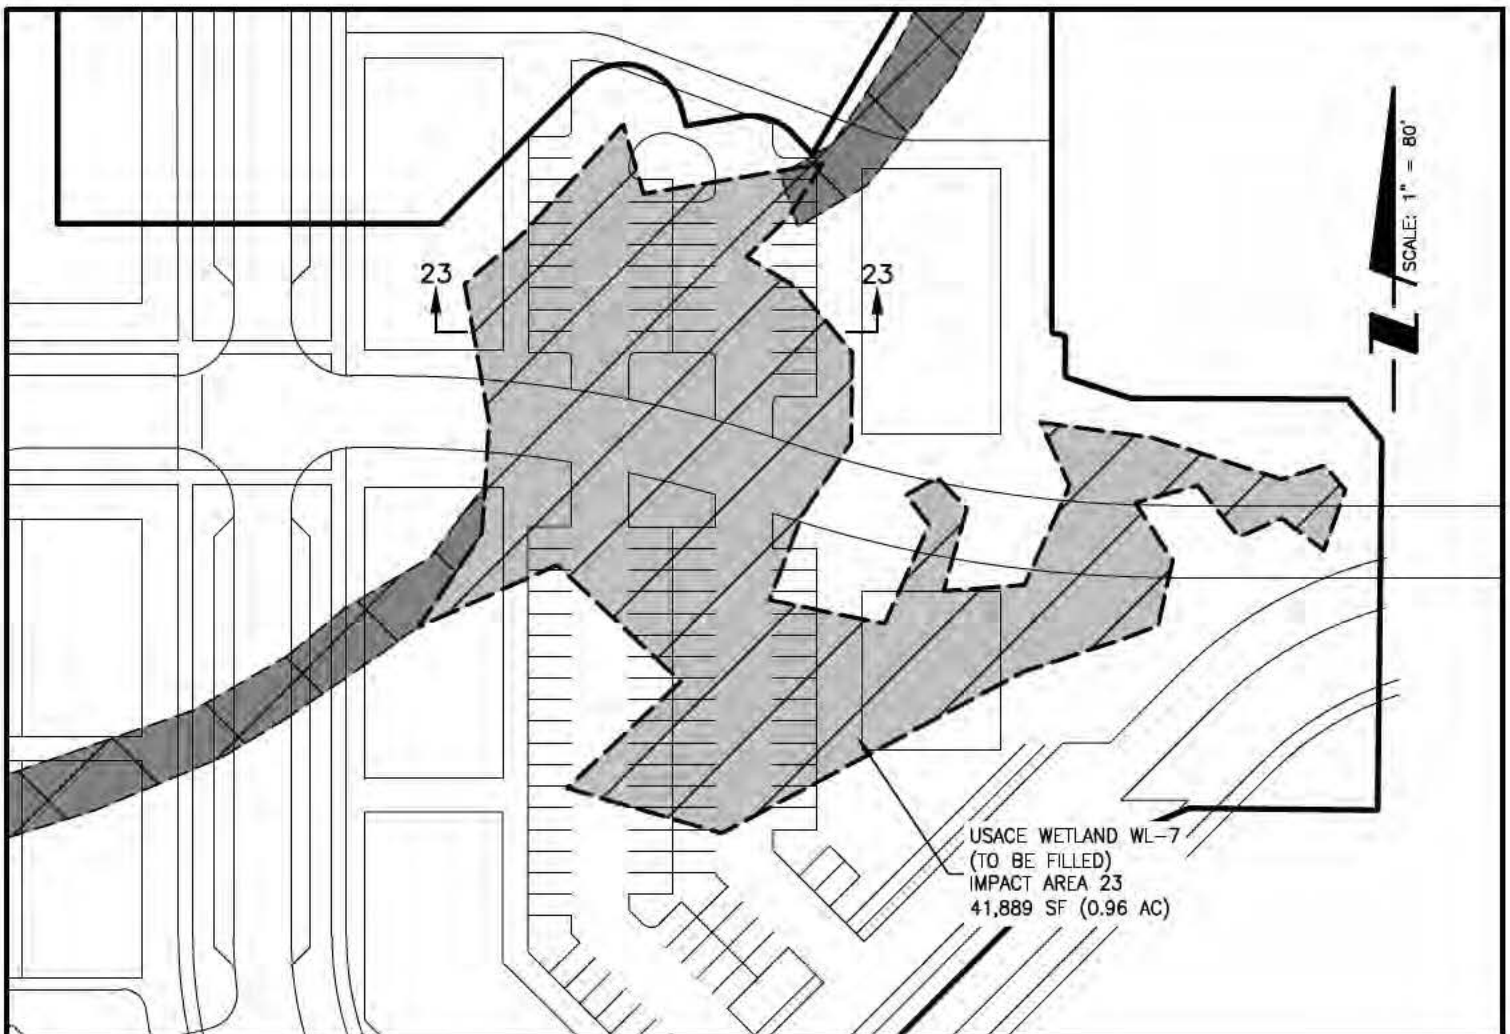 23
23
SCALE: 1" = 80'
N
USACE WETLAND WL-7
(TO BE FILLED)
IMPACT AREA 23
41,889 SF (0.96 AC)